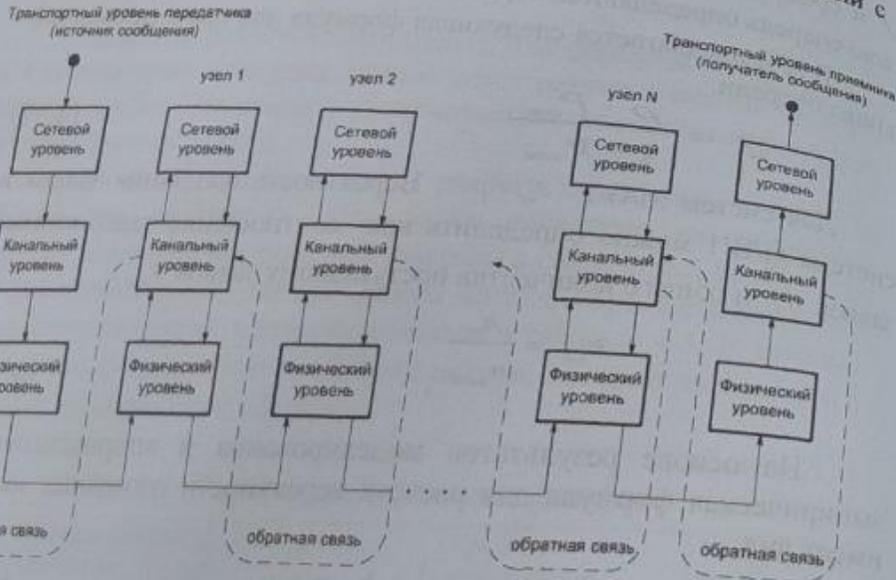 й с
Транспортный уровень передатчика
(источник сообщения)
Транспортный уровень приемника
(получатель сообщения)
узел 1
узел 2
узел N
Сетевой
уровень
Сетевой
уровень
Сетевой
уровень
Сетевой
уровень
Сетевой
уровень
Канальный
уровень
Канальный
уровень
Канальный
уровень
Канальный
уровень
Канальный
уровень
зический
ровень
Физический
уровень
Физический
уровень
Физический
уровень
Физический
уровень
я связь
обратная связь
обратная связь
обратная связь